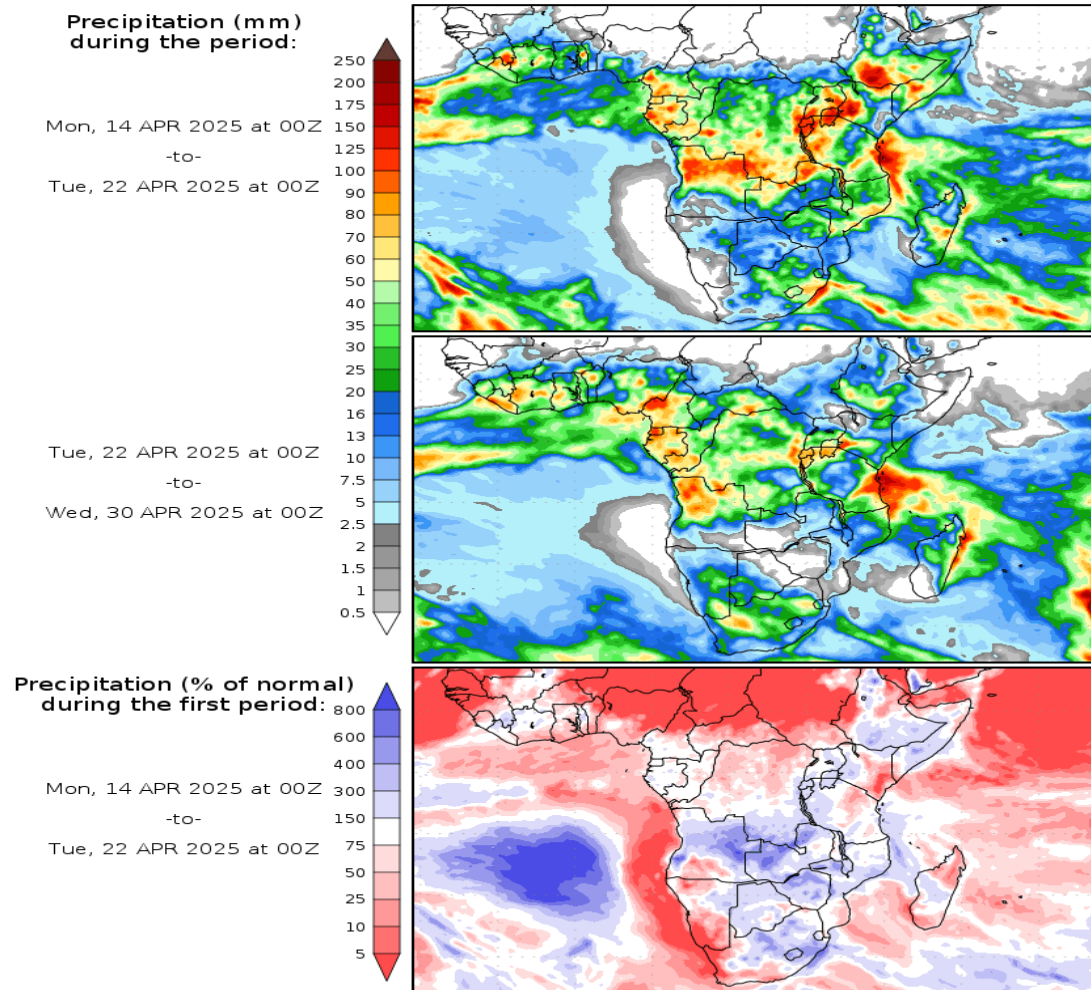 Precipitation (mm)
during the period:
250
200
175
150
125
100
90
80
70
60
50
40
35
30
25
20
16
13
10
7.5
5
2.5
2
1.5
1
0.5
Mon, 14 APR 2025 at 00Z
-to-
Tue, 22 APR 2025 at 00Z
Tue, 22 APR 2025 at 00Z
-to-
Wed, 30 APR 2025 at 00Z
Precipitation (% of normal)
during the first period:
800
600
400
300
150
75
50
25
10
5
Mon, 14 APR 2025 at 00Z
-to-
Tue, 22 APR 2025 at 00Z